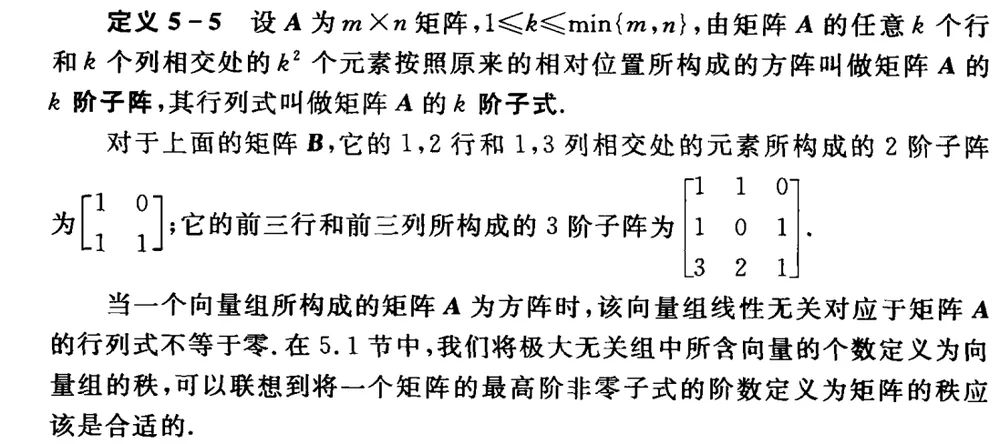 定义 5-5 设 A 为 m×n 矩阵,1≤k≤min{m,n},由矩阵 A 的任意 k 个行
和 k 个列相交处的 k² 个元素按照原来的相对位置所构成的方阵叫做矩阵 A 的
k 阶子阵,其行列式叫做矩阵 A 的 k 阶子式.
对于上面的矩阵 B,它的 1,2 行和 1,3 列相交处的元素所构成的 2 阶子阵
为[1 0; 1 1];它的前三行和前三列所构成的 3 阶子阵为[1 1 0; 1 0 1; 3 2 1].
当一个向量组所构成的矩阵 A 为方阵时,该向量组线性无关对应于矩阵 A
的行列式不等于零.在 5.1 节中,我们将极大无关组中所含向量的个数定义为向
量组的秩,可以联想到将一个矩阵的最高阶非零子式的阶数定义为矩阵的秩应
该是合适的.